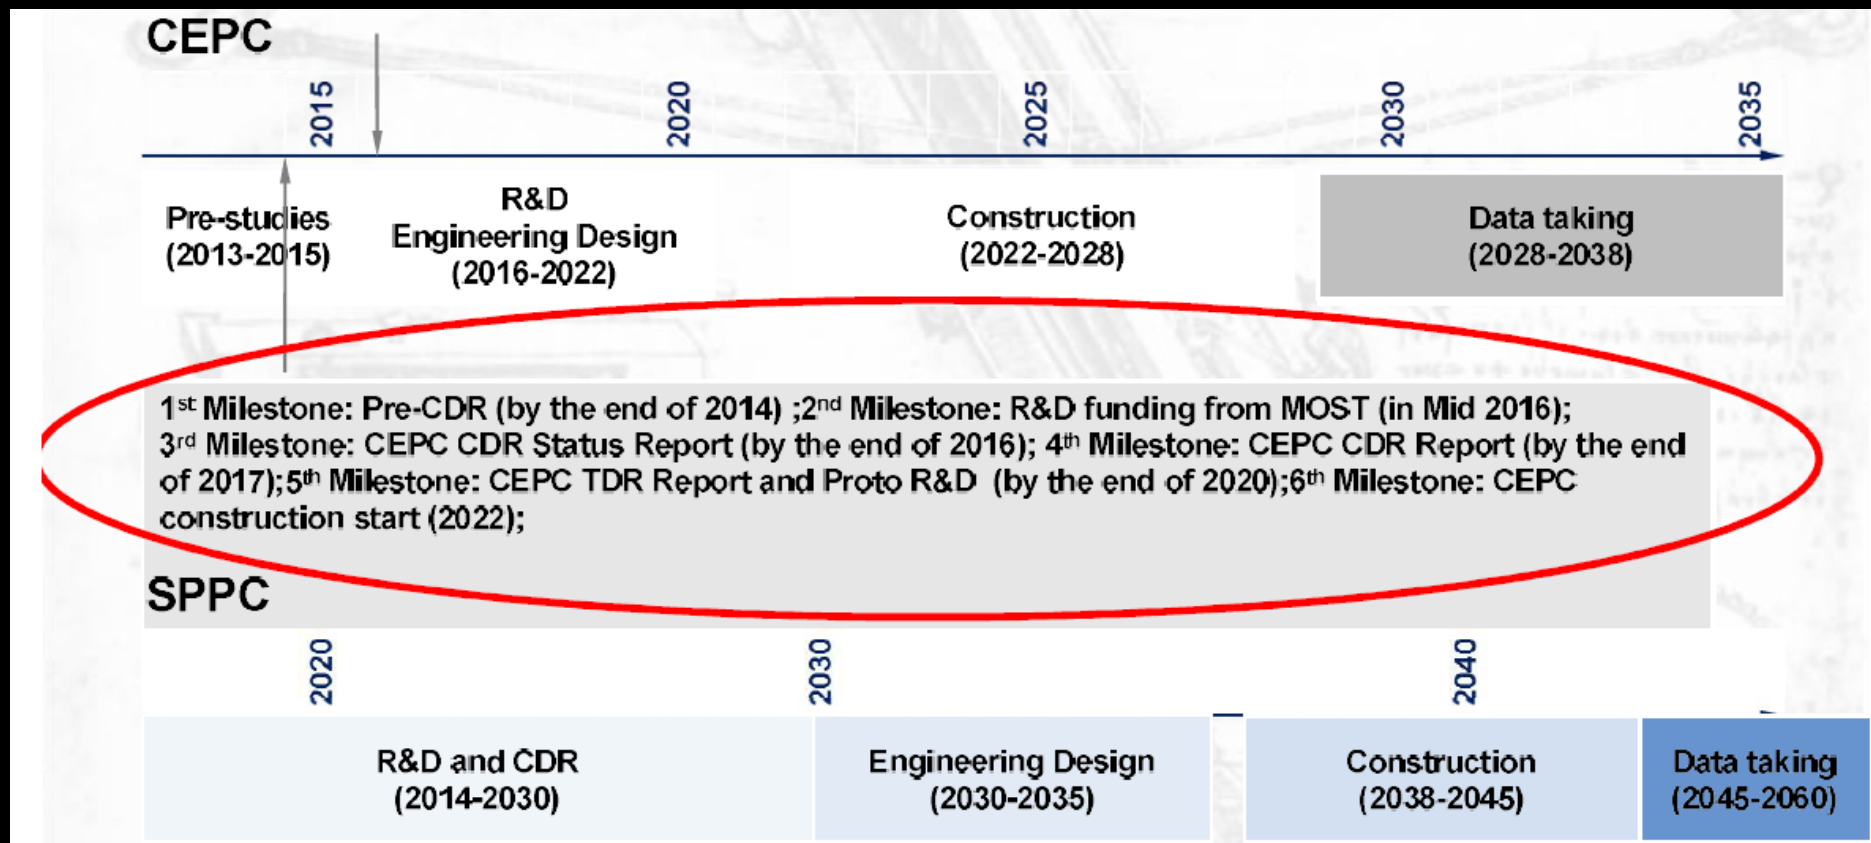 CEPC
2015 2020 2025 2030 2035
Pre-studies
(2013-2015)
R&D
Engineering Design
(2016-2022)
Construction
(2022-2028)
Data taking
(2028-2038)
1st Milestone: Pre-CDR (by the end of 2014) ;2nd Milestone: R&D funding from MOST (in Mid 2016);
3rd Milestone: CEPC CDR Status Report (by the end of 2016); 4th Milestone: CEPC CDR Report (by the end
of 2017);5th Milestone: CEPC TDR Report and Proto R&D (by the end of 2020);6th Milestone: CEPC
construction start (2022);
SPPC
2020 2030 2040
R&D and CDR
(2014-2030)
Engineering Design
(2030-2035)
Construction
(2038-2045)
Data taking
(2045-2060)